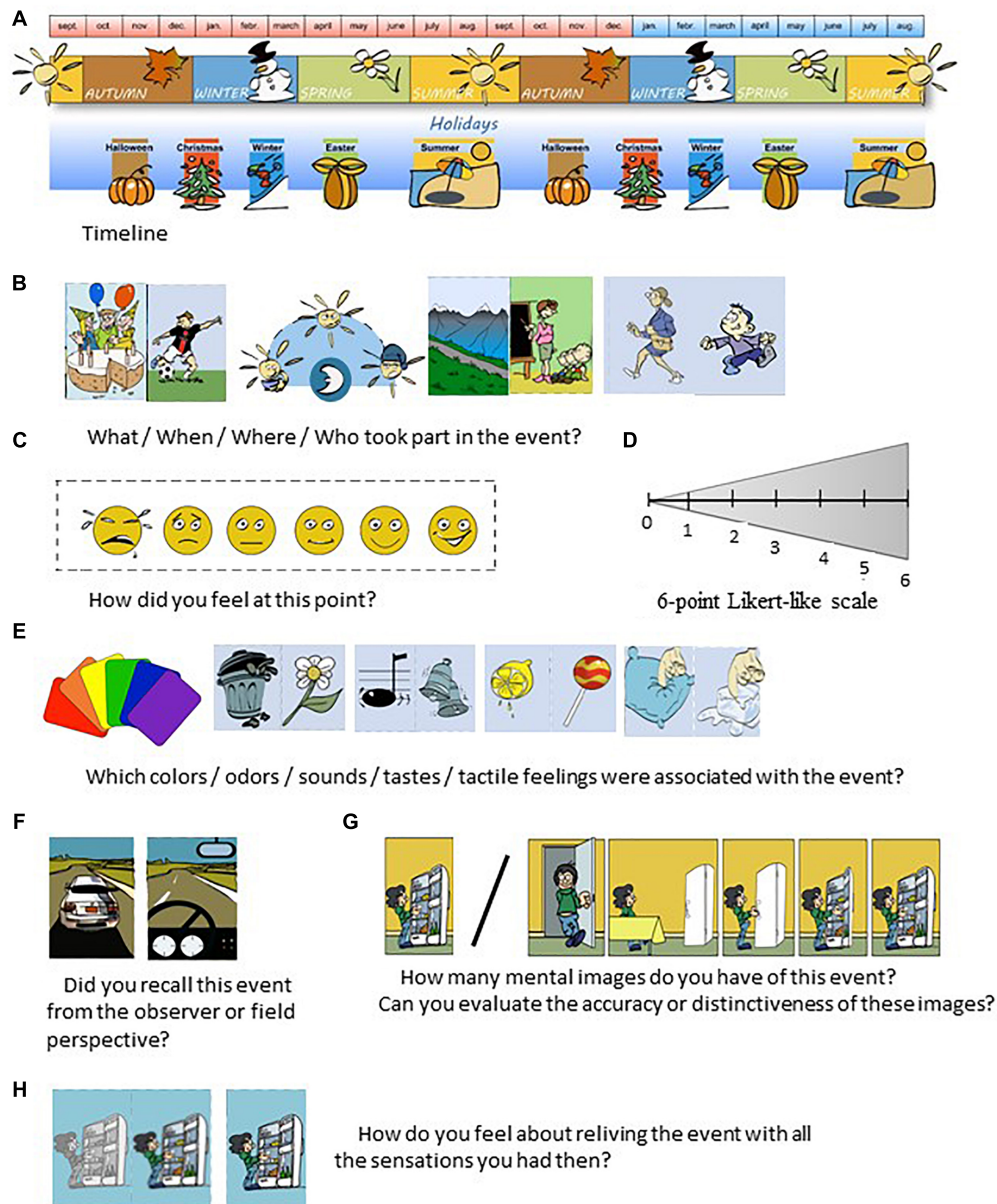 A
sept. oct. nov. dec. jan. febr. march april may june july aug. sept. oct. nov. dec. jan. febr. march april may june july aug.
AUTUMN WINTER SPRING SUMMER AUTUMN WINTER SPRING SUMMER
Holidays
Halloween Christmas Winter Easter Summer Halloween Christmas Winter Easter Summer
Timeline
B
What / When / Where / Who took part in the event?
C
How did you feel at this point?
D
0 1 2 3 4 5 6
6-point Likert-like scale
E
Which colors / odors / sounds / tastes / tactile feelings were associated with the event?
F
Did you recall this event
from the observer or field
perspective?
G
How many mental images do you have of this event?
Can you evaluate the accuracy or distinctiveness of these images?
H
How do you feel about reliving the event with all
the sensations you had then?